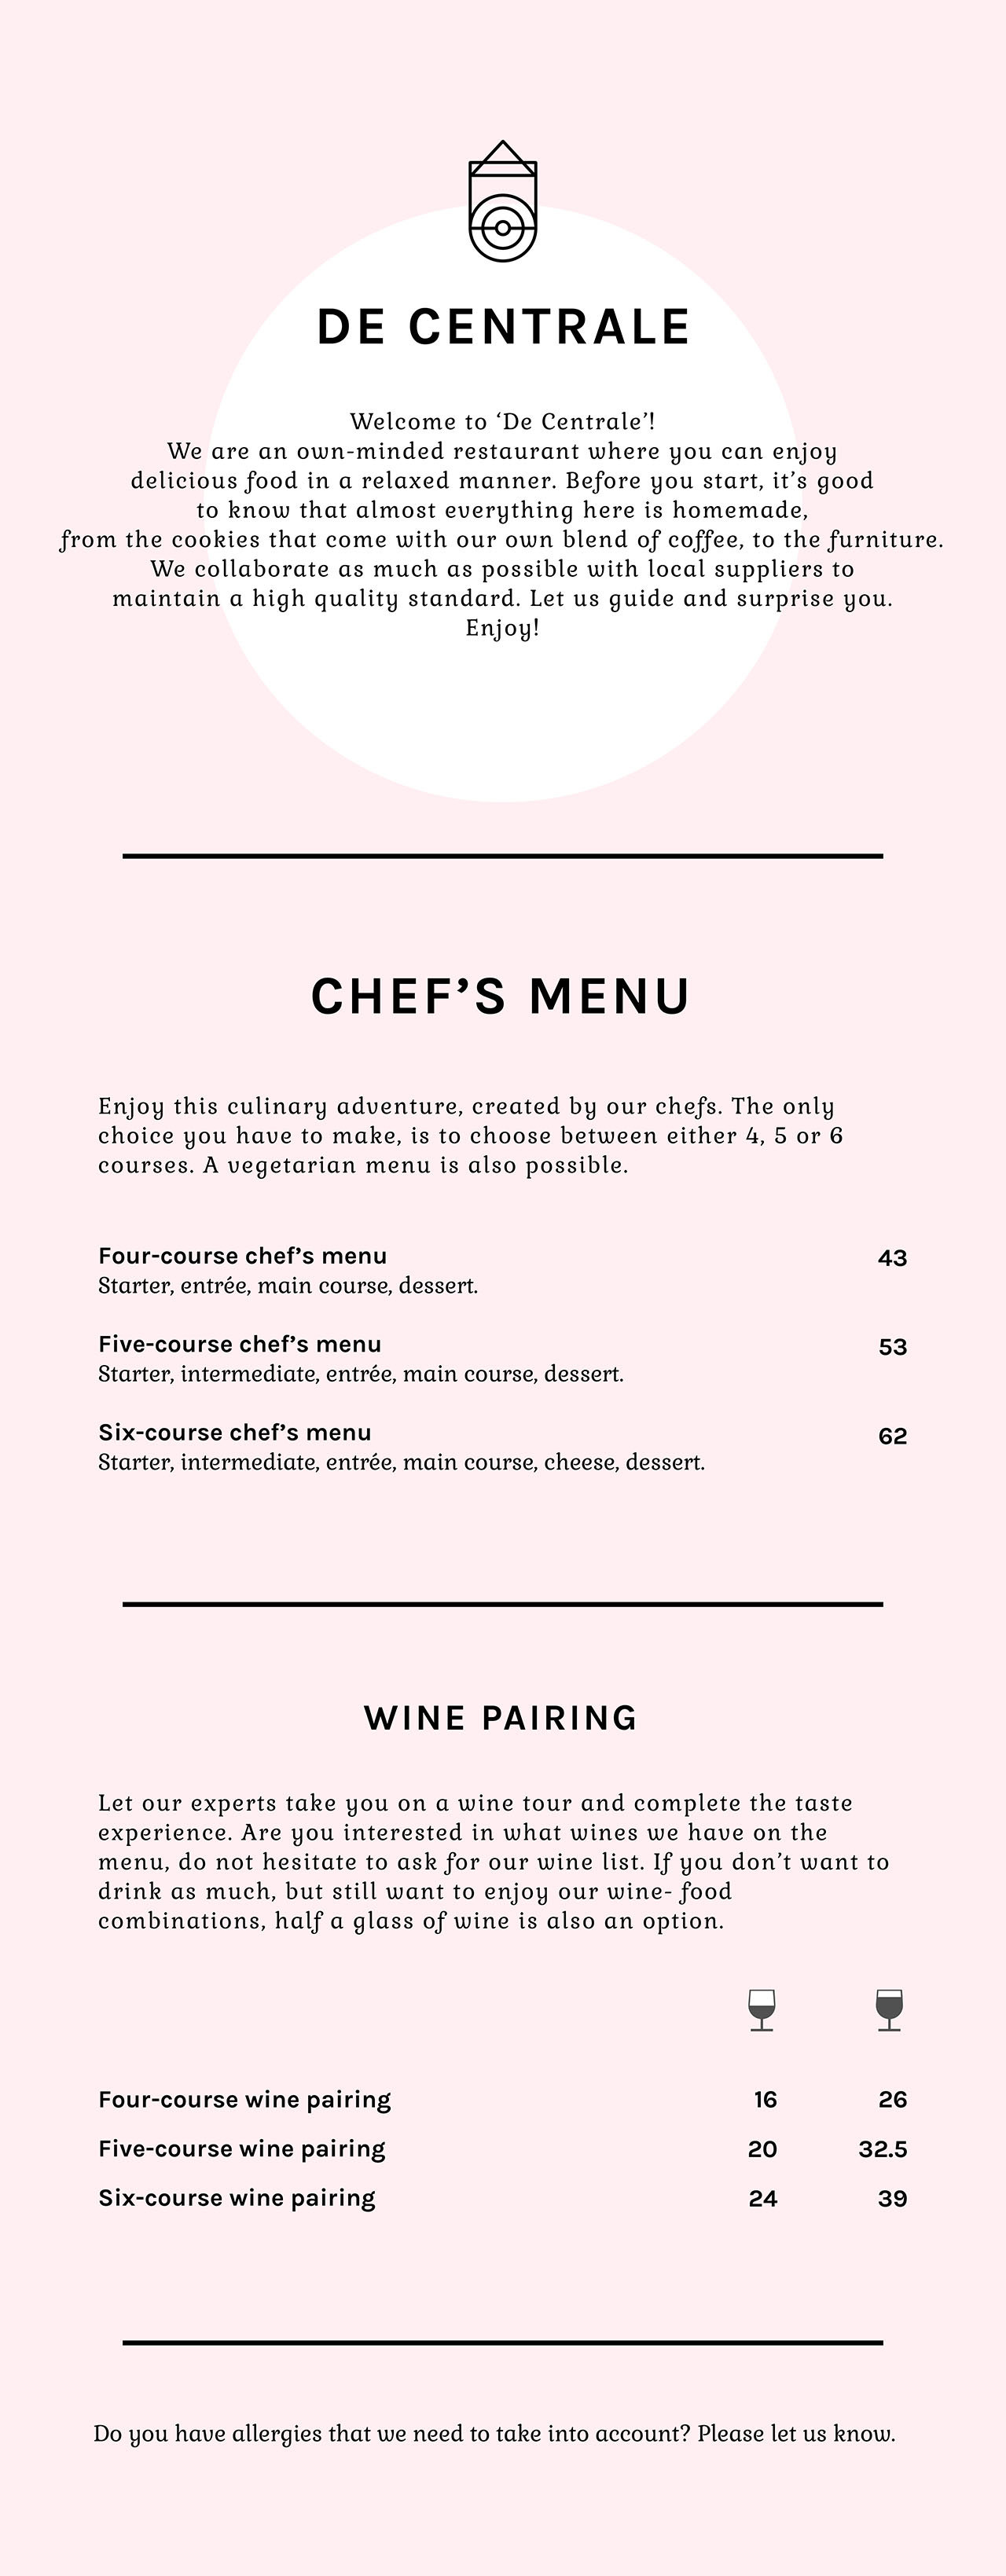 DE CENTRALE
Welcome to ‘De Centrale’!
We are an own-minded restaurant where you can enjoy
delicious food in a relaxed manner. Before you start, it’s good
to know that almost everything here is homemade,
from the cookies that come with our own blend of coffee, to the furniture.
We collaborate as much as possible with local suppliers to
maintain a high quality standard. Let us guide and surprise you.
Enjoy!
CHEF’S MENU
Enjoy this culinary adventure, created by our chefs. The only
choice you have to make, is to choose between either 4, 5 or 6
courses. A vegetarian menu is also possible.
Four-course chef’s menu 43
Starter, entrée, main course, dessert.
Five-course chef’s menu 53
Starter, intermediate, entrée, main course, dessert.
Six-course chef’s menu 62
Starter, intermediate, entrée, main course, cheese, dessert.
WINE PAIRING
Let our experts take you on a wine tour and complete the taste
experience. Are you interested in what wines we have on the
menu, do not hesitate to ask for our wine list. If you don’t want to
drink as much, but still want to enjoy our wine- food
combinations, half a glass of wine is also an option.
Four-course wine pairing 16 26
Five-course wine pairing 20 32.5
Six-course wine pairing 24 39
Do you have allergies that we need to take into account? Please let us know.